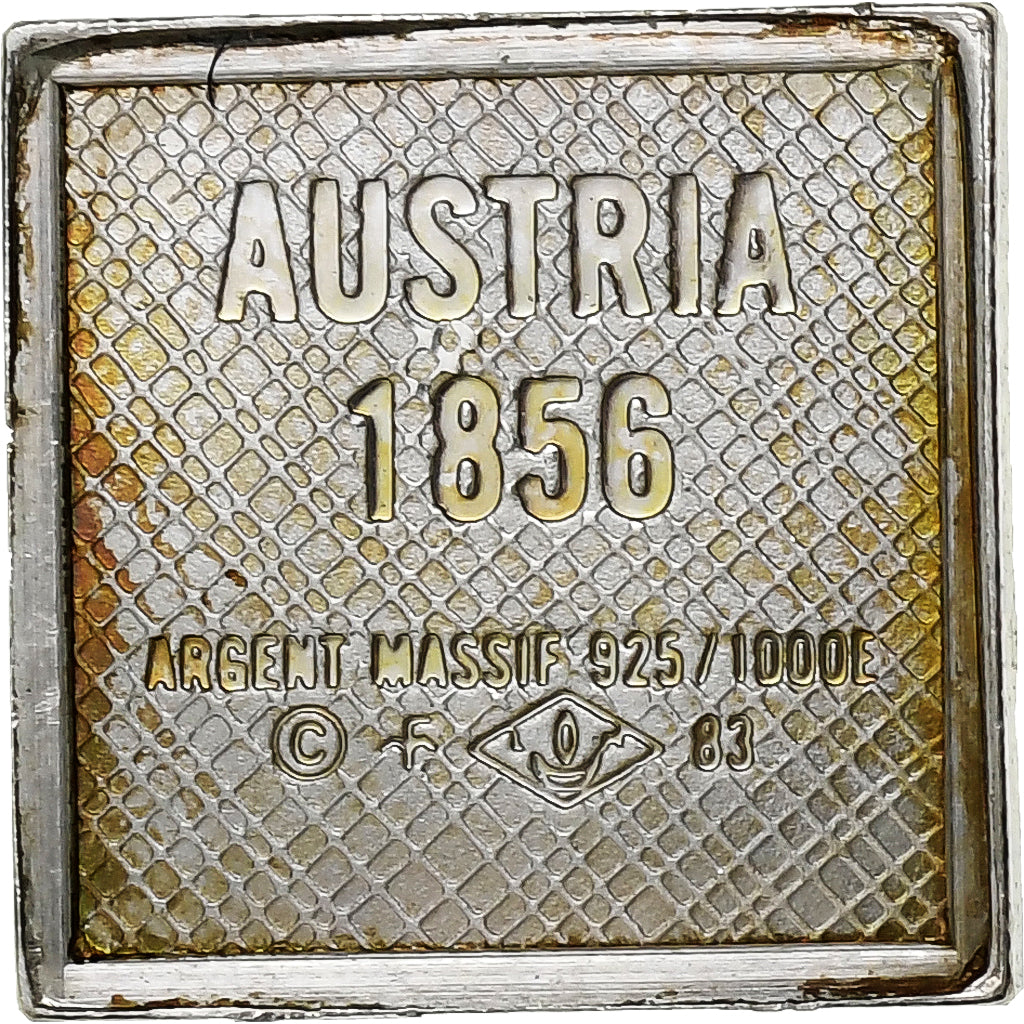 AUSTRIA
1856
ARGENT MASSIF 925/1000E
© F 83